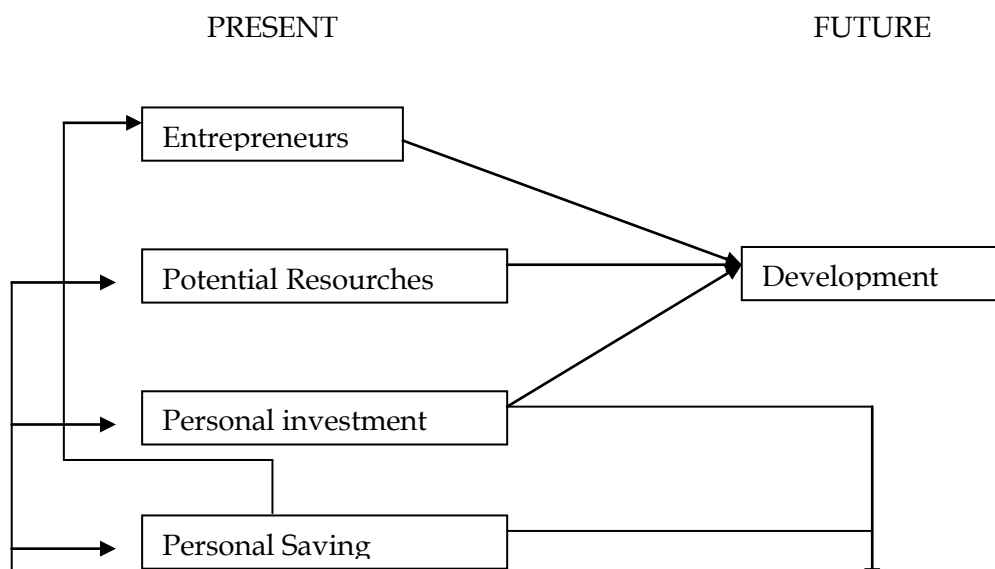 PRESENT FUTURE
Entrepreneurs
Potential Resourches
Development
Personal investment
Personal Saving